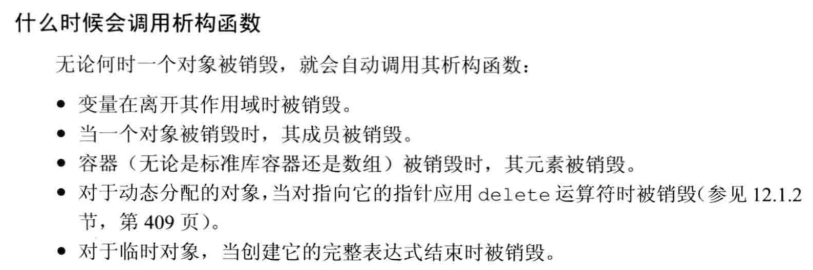 什么时候会调用析构函数
无论何时一个对象被销毁，就会自动调用其析构函数：
● 变量在离开其作用域时被销毁。
● 当一个对象被销毁时，其成员被销毁。
● 容器（无论是标准库容器还是数组）被销毁时，其元素被销毁。
● 对于动态分配的对象，当对指向它的指针应用 delete 运算符时被销毁（参见 12.1.2
节，第 409 页）。
● 对于临时对象，当创建它的完整表达式结束时被销毁。